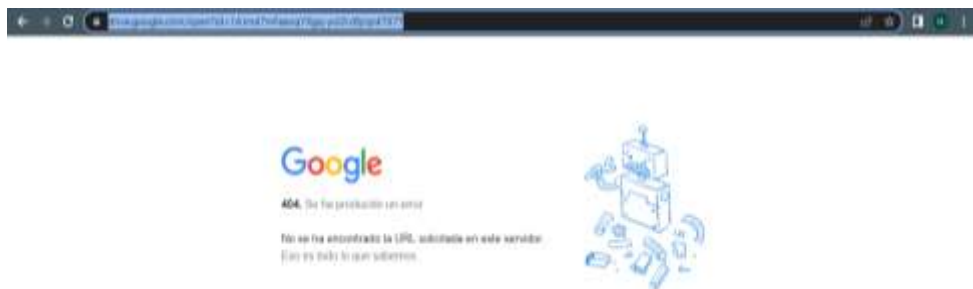 Google
404. Se ha producido un error
No se ha encontrado la URL solicitada en este servidor.
Eso es todo lo que sabemos.